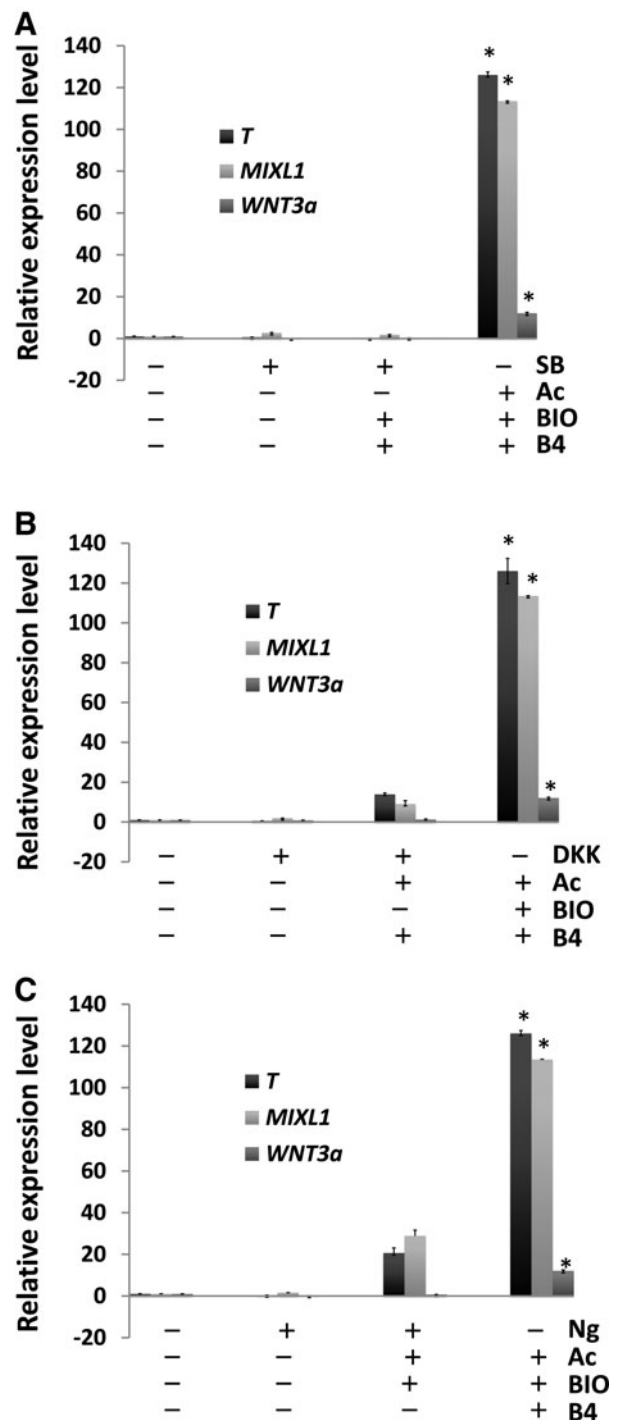 A
Relative expression level
140
120
100
80
60
40
20
0
-20
T
MIXL1
WNT3a
*
*
*
− + + − SB
− − − + Ac
− − + + BIO
− − + + B4
B
Relative expression level
140
120
100
80
60
40
20
0
-20
T
MIXL1
WNT3a
*
*
*
− + + − DKK
− − + + Ac
− − − + BIO
− − + + B4
C
Relative expression level
140
120
100
80
60
40
20
0
-20
T
MIXL1
WNT3a
*
*
*
− + + − Ng
− − + + Ac
− − + + BIO
− − − + B4